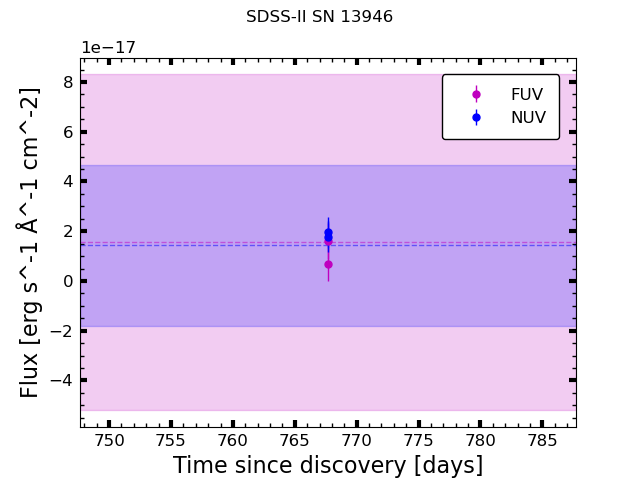 SDSS-II SN 13946
1e−17
FUV
NUV
8
6
4
2
0
−2
−4
Flux [erg s^-1 Å^-1 cm^-2]
750 755 760 765 770 775 780 785
Time since discovery [days]